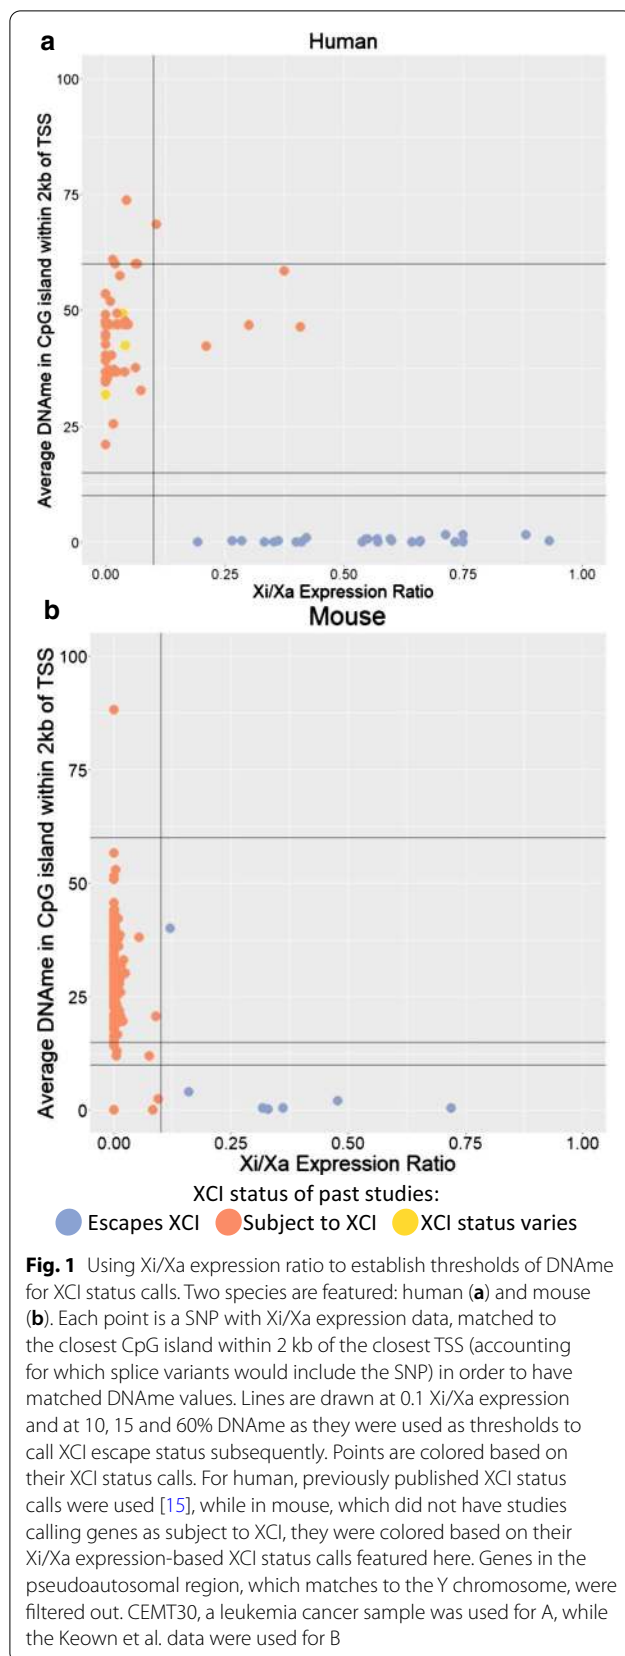 a
Human
Average DNAme in CpG island within 2kb of TSS
100
75
50
25
0
0.00 0.25 0.50 0.75 1.00
Xi/Xa Expression Ratio
b
Mouse
Average DNAme in CpG island within 2kb of TSS
100
75
50
25
0
0.00 0.25 0.50 0.75 1.00
Xi/Xa Expression Ratio
XCI status of past studies:
Escapes XCI Subject to XCI XCI status varies
Fig. 1 Using Xi/Xa expression ratio to establish thresholds of DNAme
for XCI status calls. Two species are featured: human (a) and mouse
(b). Each point is a SNP with Xi/Xa expression data, matched to
the closest CpG island within 2 kb of the closest TSS (accounting
for which splice variants would include the SNP) in order to have
matched DNAme values. Lines are drawn at 0.1 Xi/Xa expression
and at 10, 15 and 60% DNAme as they were used as thresholds to
call XCI escape status subsequently. Points are colored based on
their XCI status calls. For human, previously published XCI status
calls were used [15], while in mouse, which did not have studies
calling genes as subject to XCI, they were colored based on their
Xi/Xa expression-based XCI status calls featured here. Genes in the
pseudoautosomal region, which matches to the Y chromosome, were
filtered out. CEMT30, a leukemia cancer sample was used for A, while
the Keown et al. data were used for B